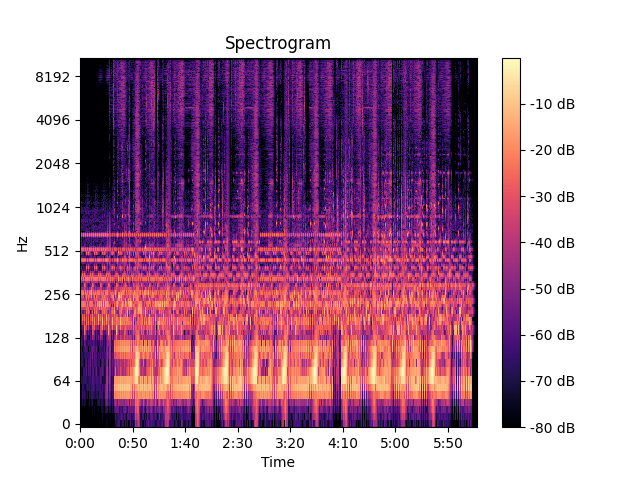 Spectrogram
Hz
8192
4096
2048
1024
512
256
128
64
0
0:00 0:50 1:40 2:30 3:20 4:10 5:00 5:50
Time
-10 dB
-20 dB
-30 dB
-40 dB
-50 dB
-60 dB
-70 dB
-80 dB